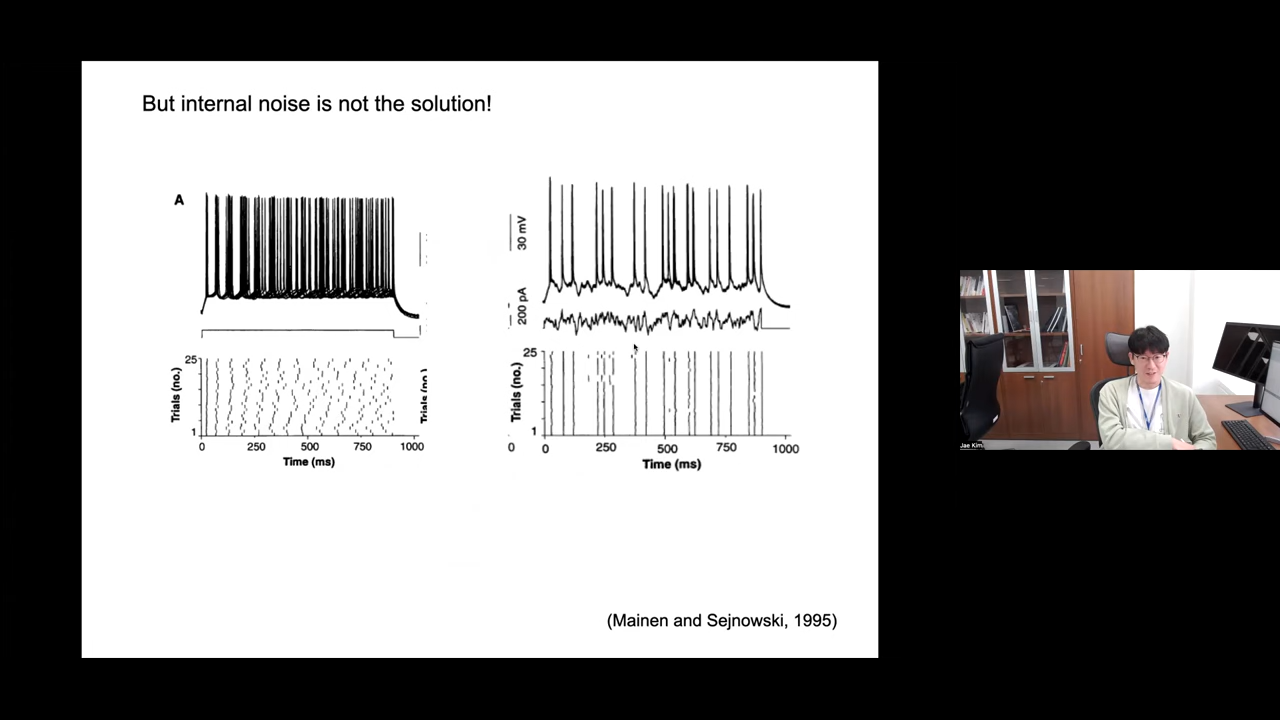 But internal noise is not the solution!
A
25
Trials (no.)
1
0
250
500
750
1000
Time (ms)
Trials (no.)
0
30 mV
200 pA
25
Trials (no.)
1
0
250
500
750
1000
Time (ms)
(Mainen and Sejnowski, 1995)
Jae Kim